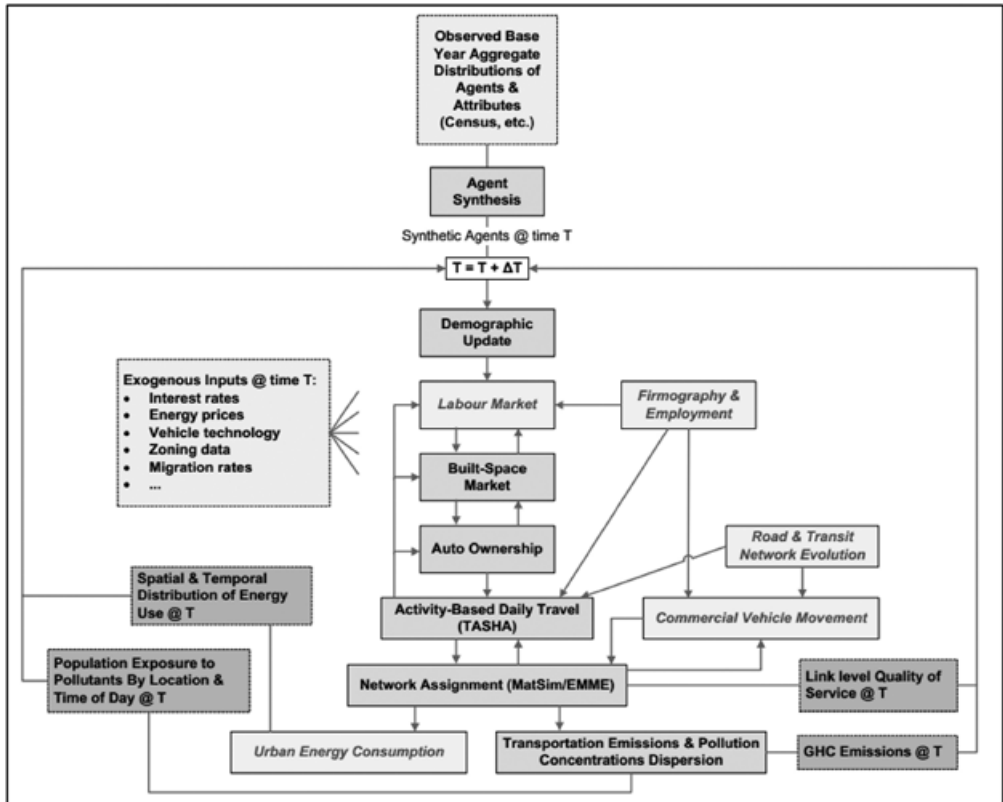 Observed Base
Year Aggregate
Distributions of
Agents &
Attributes
(Census, etc.)
Agent
Synthesis
Synthetic Agents @ time T
T = T + ΔT
Demographic
Update
Exogenous Inputs @ time T:
• Interest rates
• Energy prices
• Vehicle technology
• Zoning data
• Migration rates
• ...
Labour Market
Firmography &
Employment
Built-Space
Market
Auto Ownership
Road & Transit
Network Evolution
Spatial & Temporal
Distribution of Energy
Use @ T
Activity-Based Daily Travel
(TASHA)
Commercial Vehicle Movement
Population Exposure to
Pollutants By Location &
Time of Day @ T
Network Assignment (MatSim/EMME)
Link level Quality of
Service @ T
Urban Energy Consumption
Transportation Emissions & Pollution
Concentrations Dispersion
GHC Emissions @ T